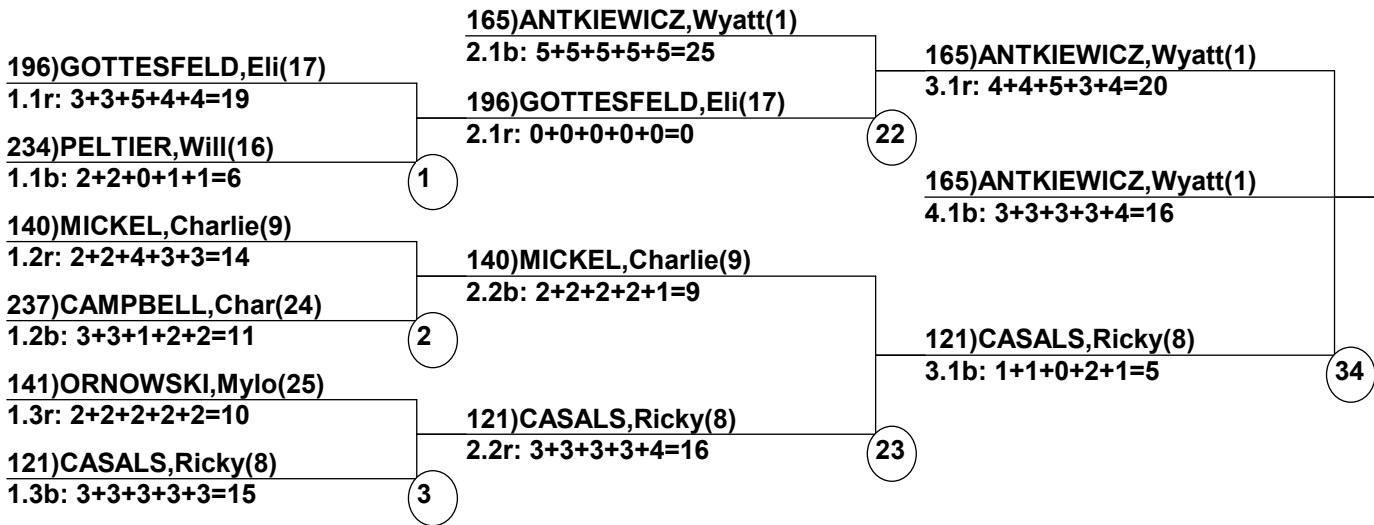 196)GOTTESFELD,Eli(17)
1.1r: 3+3+5+4+4=19
234)PELTIER,Will(16)
1.1b: 2+2+0+1+1=6
1
140)MICKEL,Charlie(9)
1.2r: 2+2+4+3+3=14
237)CAMPBELL,Char(24)
1.2b: 3+3+1+2+2=11
2
141)ORNOWSKI,Mylo(25)
1.3r: 2+2+2+2+2=10
121)CASALS,Ricky(8)
1.3b: 3+3+3+3+3=15
3
165)ANTKIEWICZ,Wyatt(1)
2.1b: 5+5+5+5+5=25
196)GOTTESFELD,Eli(17)
2.1r: 0+0+0+0+0=0
22
140)MICKEL,Charlie(9)
2.2b: 2+2+2+2+1=9
121)CASALS,Ricky(8)
2.2r: 3+3+3+3+4=16
23
165)ANTKIEWICZ,Wyatt(1)
3.1r: 4+4+5+3+4=20
165)ANTKIEWICZ,Wyatt(1)
4.1b: 3+3+3+3+4=16
121)CASALS,Ricky(8)
3.1b: 1+1+0+2+1=5
34